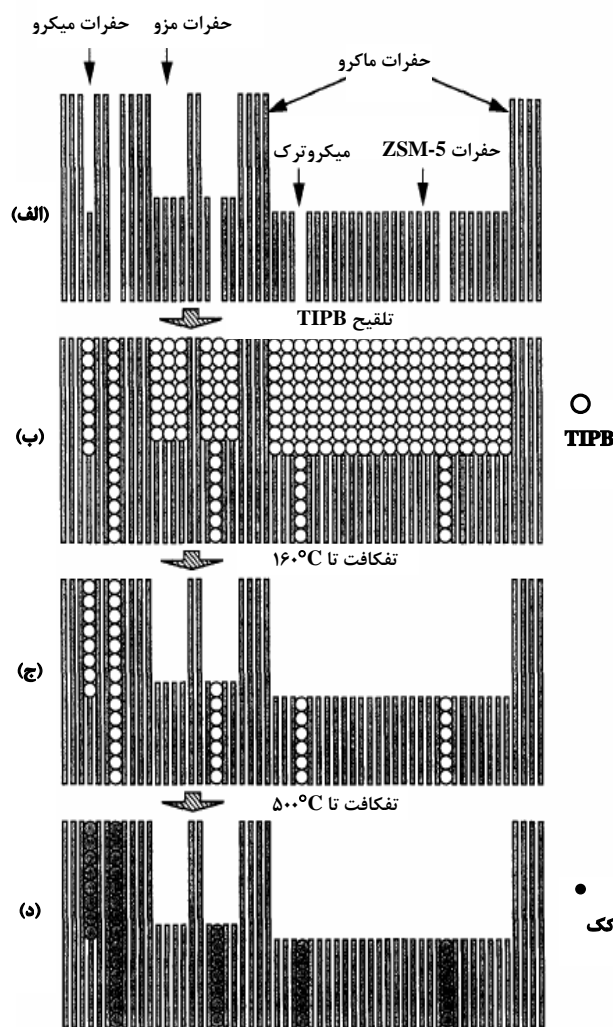 حفرات میکرو
حفرات مزو
حفرات ماکرو
میکروترک
حفرات ZSM-5
(الف)
تلقیح TIPB
(ب)
TIPB
تفکافت تا ۱۶۰°C
(ج)
تفکافت تا ۵۰۰°C
(د)
کک